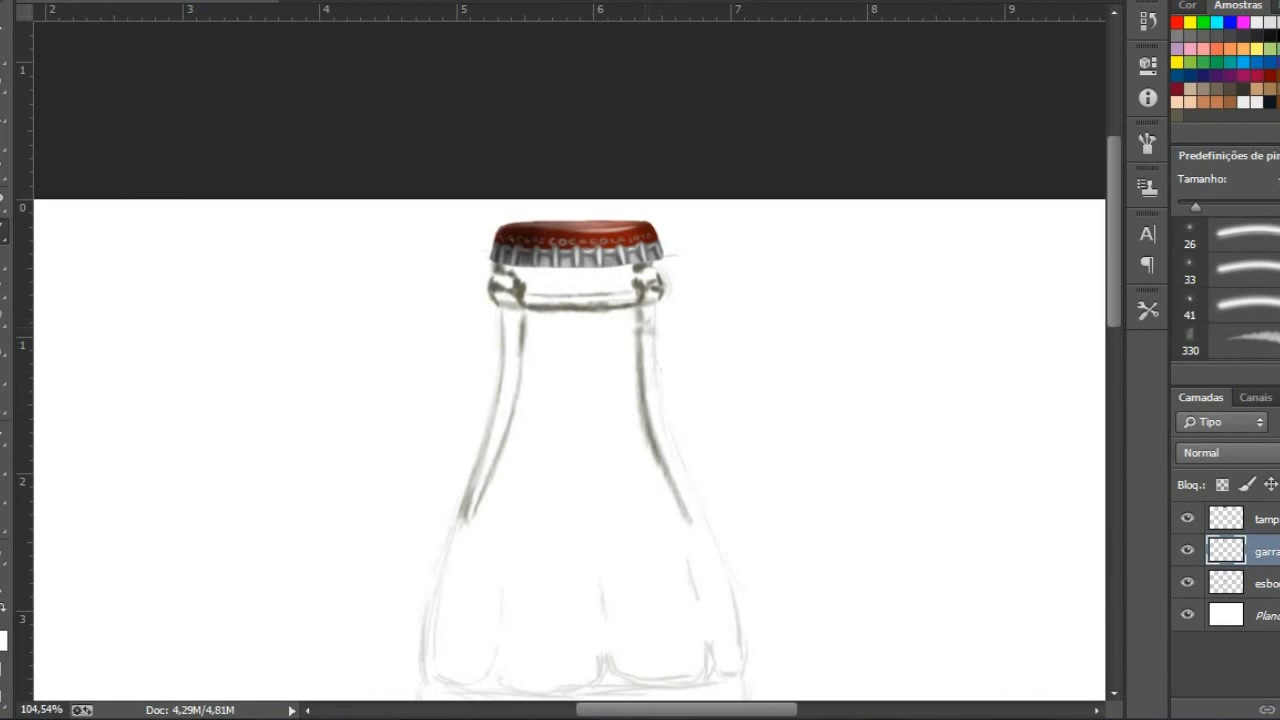 2 3 4 5 6 7 8 9
Cor Amostras
1
Predefinições de pin
Tamanho:
0
26
33
41
330
1
Camadas Canais
Tipo
Normal
2
Bloq.:
tamp
garra
esbo
Plano
3
104,54% Doc: 4,29M/4,81M